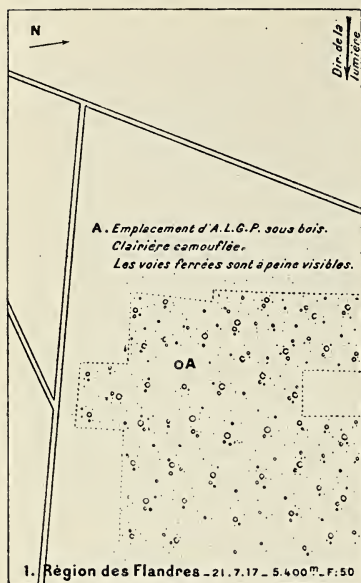 N
Dir. de la
lumière
A. Emplacement d'A.L.G.P. sous bois.
Clairière camouflée.
Les voies ferrées sont à peine visibles.
A
1. Région des Flandres - 21.7.17 - 5.400m - F:50